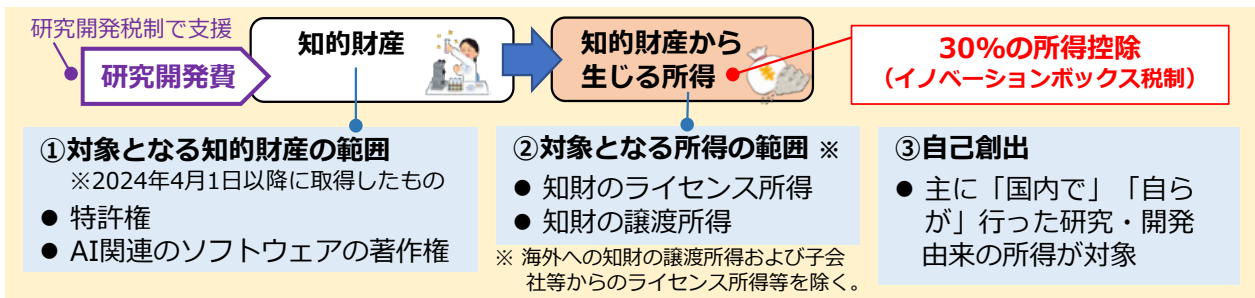 研究開発税制で支援
研究開発費
知的財産
知的財産から
生じる所得
30%の所得控除
（イノベーションボックス税制）
①対象となる知的財産の範囲
※2024年4月1日以降に取得したもの
● 特許権
● AI関連のソフトウェアの著作権
②対象となる所得の範囲 ※
● 知財のライセンス所得
● 知財の譲渡所得
※ 海外への知財の譲渡所得および子会
社等からのライセンス所得等を除く。
③自己創出
● 主に「国内で」「自ら
が」行った研究・開発
由来の所得が対象